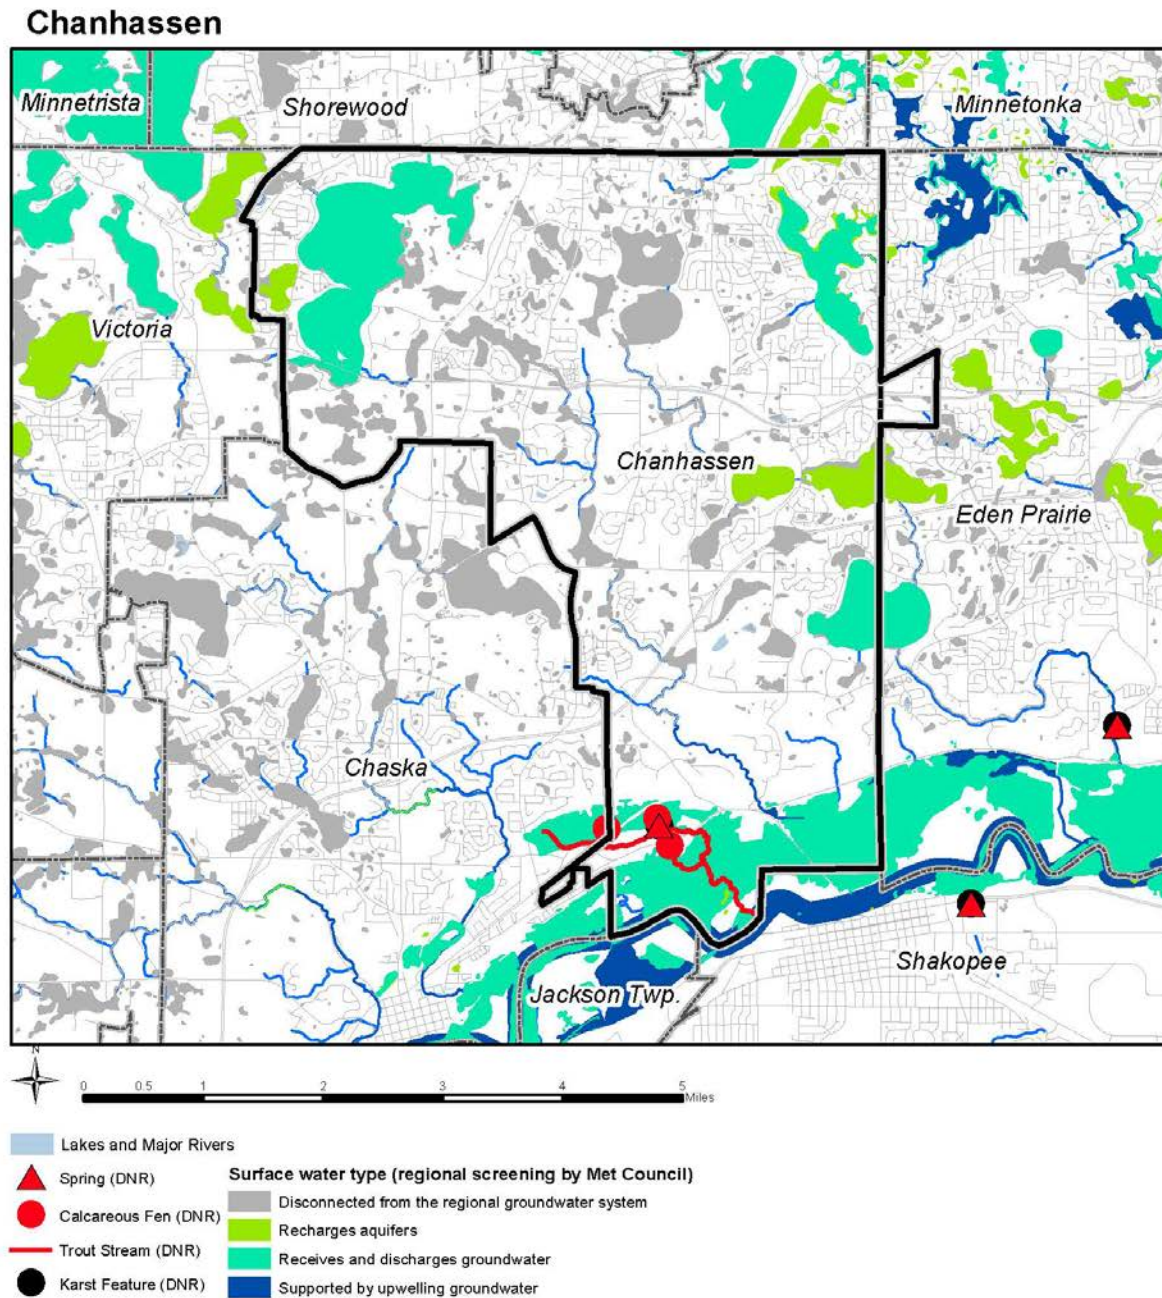 Chanhassen
Minnetrista
Shorewood
Minnetonka
Victoria
Chanhassen
Eden Prairie
Chaska
Shakopee
Jackson Twp.
N
0 0.5 1 2 3 4 5
Miles
Lakes and Major Rivers
Spring (DNR)
Calcareous Fen (DNR)
Trout Stream (DNR)
Karst Feature (DNR)
Surface water type (regional screening by Met Council)
Disconnected from the regional groundwater system
Recharges aquifers
Receives and discharges groundwater
Supported by upwelling groundwater